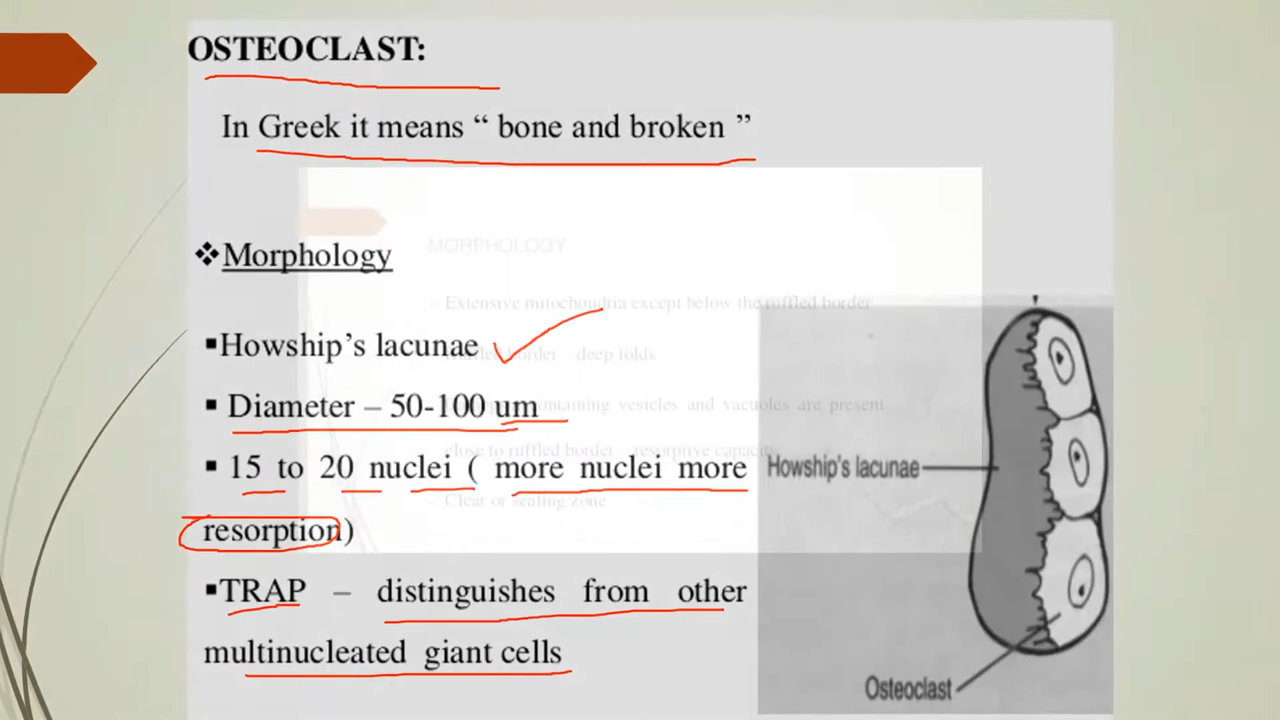 OSTEOCLAST:
In Greek it means “ bone and broken ”
❖Morphology
▪Howship’s lacunae
▪ Diameter – 50-100 um
▪ 15 to 20 nuclei ( more nuclei more
resorption)
▪TRAP – distinguishes from other
multinucleated giant cells
Howship's lacunae
Osteoclast
MORPHOLOGY
Extensive mitochondria except below the ruffled border
border – deep folds
containing vesicles and vacuoles are present
close to ruffled border – resorptive capacity
Clear or sealing zone